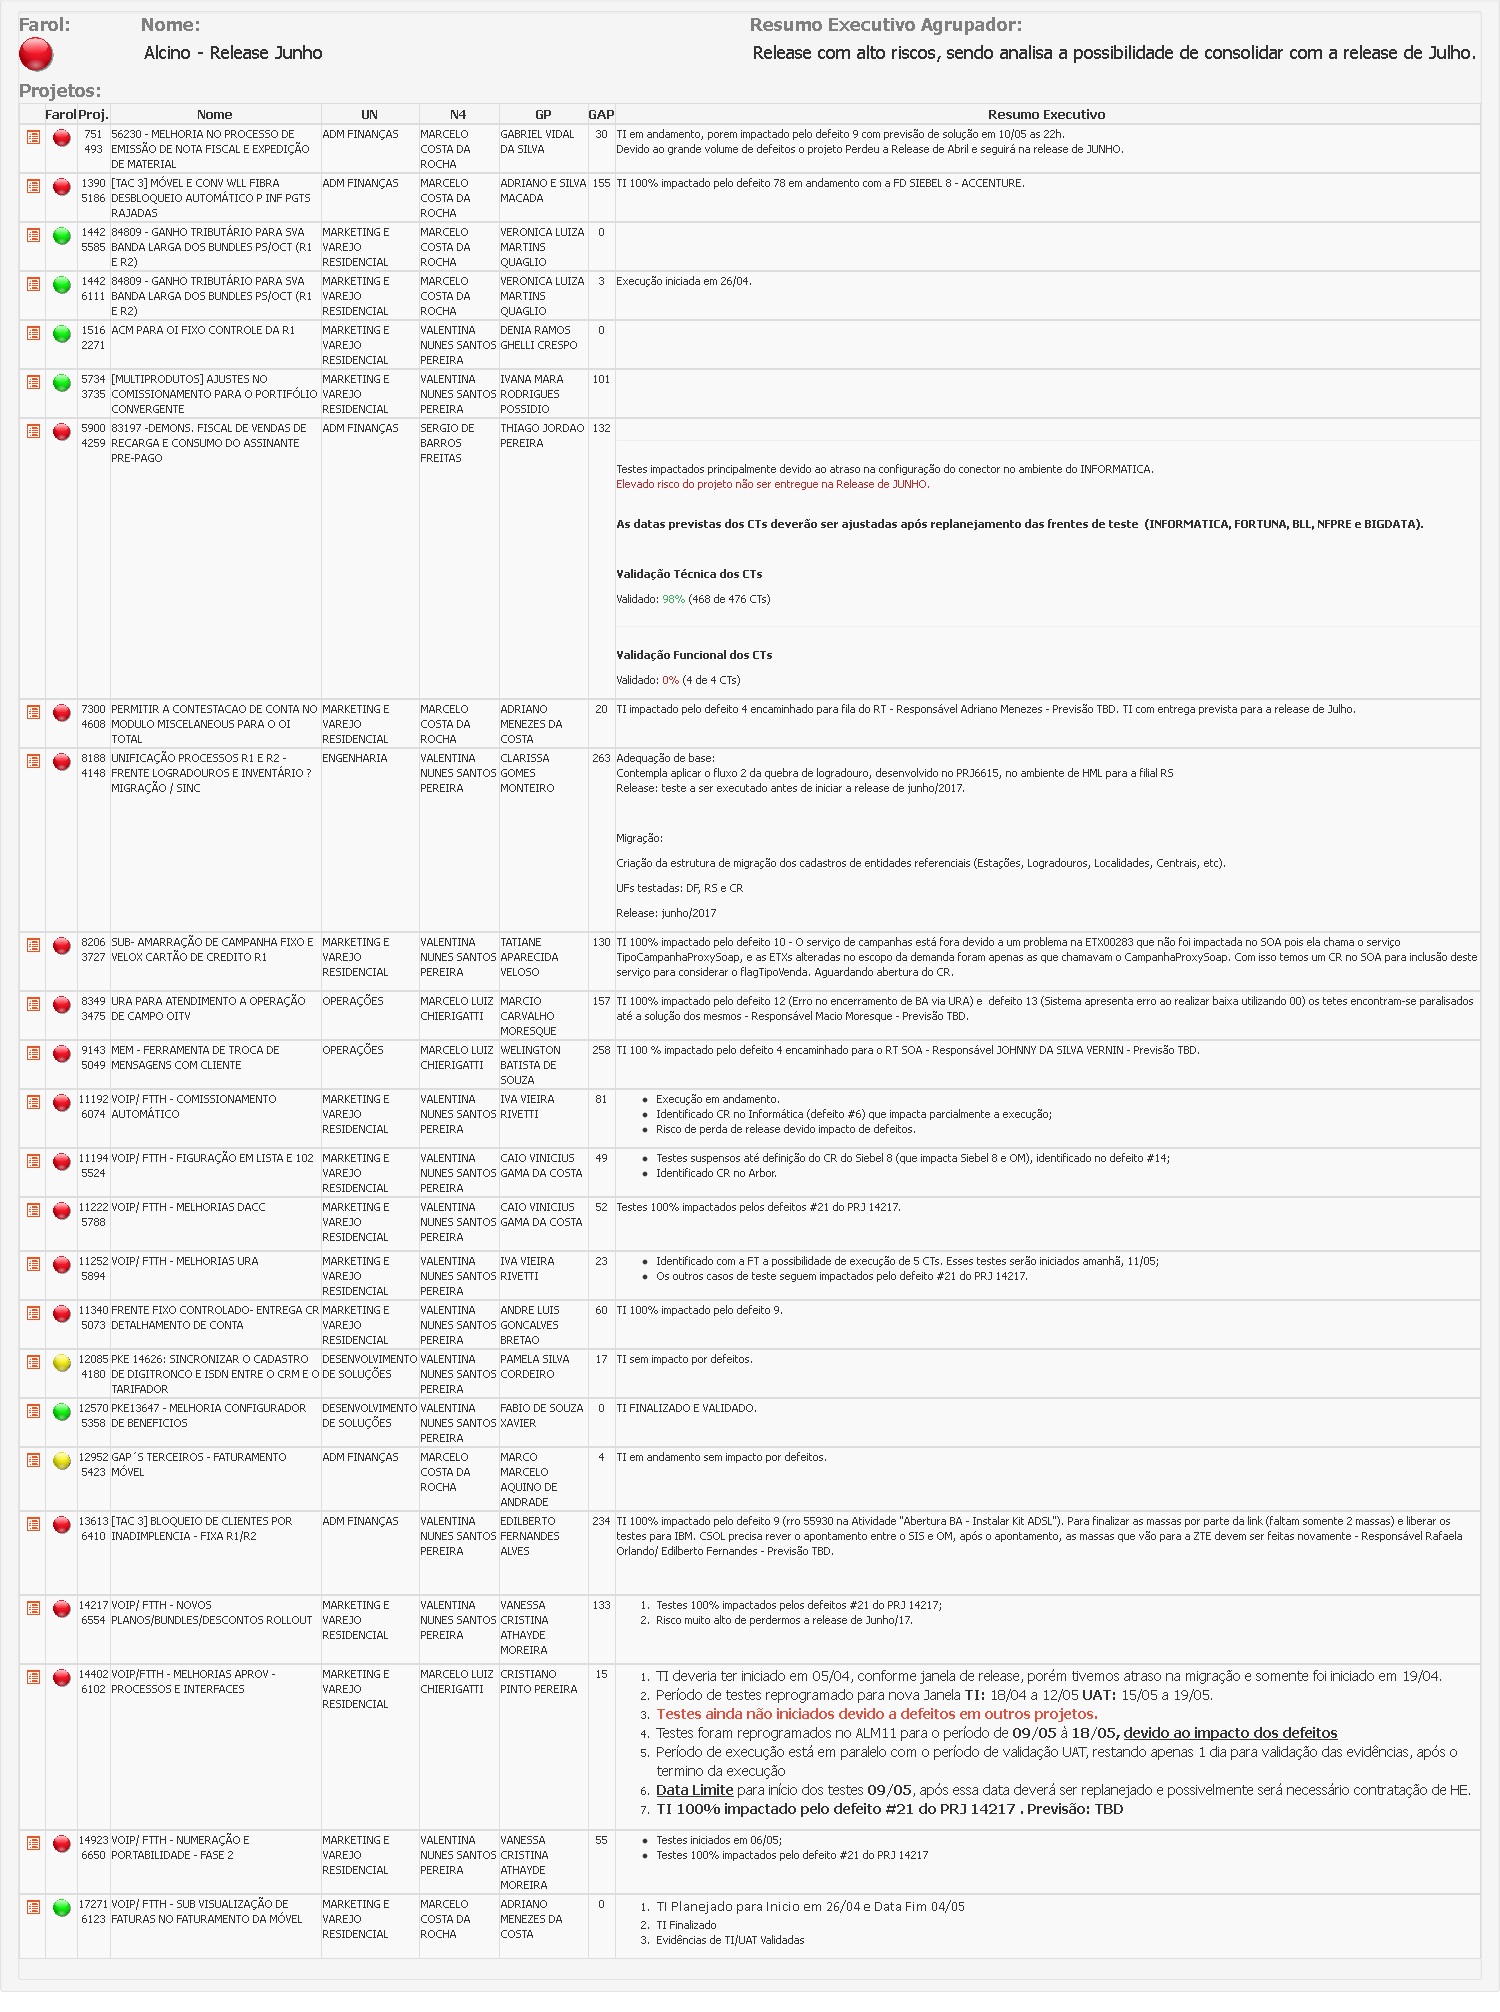 Farol: Nome: Resumo Executivo Agrupador:
Alcino - Release Junho Release com alto riscos, sendo analisa a possibilidade de consolidar com a release de Julho.
Projetos:
Farol Proj. Nome UN N4 GP GAP Resumo Executivo
751 56230 - MELHORIA NO PROCESSO DE ADM FINANÇAS MARCELO GABRIEL VIDAL 30 TI em andamento, porem impactado pelo defeito 9 com previsão de solução em 10/05 as 22h.
493 EMISSÃO DE NOTA FISCAL E EXPEDIÇÃO COSTA DA DA SILVA Devido ao grande volume de defeitos o projeto Perdeu a Release de Abril e seguirá na release de JUNHO.
DE MATERIAL ROCHA
1390 [TAC 3] MÓVEL E CONV WLL FIBRA ADM FINANÇAS MARCELO ADRIANO E SILVA 155 TI 100% impactado pelo defeito 78 em andamento com a FD SIEBEL 8 - ACCENTURE.
5186 DESBLOQUEIO AUTOMÁTICO P INF PGTS COSTA DA MACADA
RAJADAS ROCHA
1442 84809 - GANHO TRIBUTÁRIO PARA SVA MARKETING E MARCELO VERONICA LUIZA 0
5585 BANDA LARGA DOS BUNDLES PS/OCT (R1 VAREJO COSTA DA MARTINS
E R2) RESIDENCIAL ROCHA QUAGLIO
1442 84809 - GANHO TRIBUTÁRIO PARA SVA MARKETING E MARCELO VERONICA LUIZA 3 Execução iniciada em 26/04.
6111 BANDA LARGA DOS BUNDLES PS/OCT (R1 VAREJO COSTA DA MARTINS
E R2) RESIDENCIAL ROCHA QUAGLIO
1516 ACM PARA OI FIXO CONTROLE DA R1 MARKETING E VALENTINA DENIA RAMOS 0
2271 VAREJO NUNES SANTOS GHELLI CRESPO
RESIDENCIAL PEREIRA
5734 [MULTIPRODUTOS] AJUSTES NO MARKETING E VALENTINA IVANA MARA 101
3735 COMISSIONAMENTO PARA O PORTIFÓLIO VAREJO NUNES SANTOS RODRIGUES
CONVERGENTE RESIDENCIAL PEREIRA POSSIDIO
5900 83197 -DEMONS. FISCAL DE VENDAS DE ADM FINANÇAS SERGIO DE THIAGO JORDAO 132
4259 RECARGA E CONSUMO DO ASSINANTE BARROS PEREIRA
PRE-PAGO FREITAS
Testes impactados principalmente devido ao atraso na configuração do conector no ambiente do INFORMATICA.
Elevado risco do projeto não ser entregue na Release de JUNHO.
As datas previstas dos CTs deverão ser ajustadas após replanejamento das frentes de teste (INFORMATICA, FORTUNA, BLL, NFPRE e BIGDATA).
Validação Técnica dos CTs
Validado: 98% (468 de 476 CTs)
Validação Funcional dos CTs
Validado: 0% (4 de 4 CTs)
7300 PERMITIR A CONTESTACAO DE CONTA NO MARKETING E MARCELO ADRIANO 20 TI impactado pelo defeito 4 encaminhado para fila do RT - Responsável Adriano Menezes - Previsão TBD. TI com entrega prevista para a release de Julho.
4608 MODULO MISCELANEOUS PARA O OI VAREJO COSTA DA MENEZES DA
TOTAL RESIDENCIAL ROCHA COSTA
8188 UNIFICAÇÃO PROCESSOS R1 E R2 - ENGENHARIA VALENTINA CLARISSA 263 Adequação de base:
4148 FRENTE LOGRADOUROS E INVENTÁRIO ? NUNES SANTOS GOMES Contempla aplicar o fluxo 2 da quebra de logradouro, desenvolvido no PRJ6615, no ambiente de HML para a filial RS
MIGRAÇÃO / SINC PEREIRA MONTEIRO Release: teste a ser executado antes de iniciar a release de junho/2017.
Migração:
Criação da estrutura de migração dos cadastros de entidades referenciais (Estações, Logradouros, Localidades, Centrais, etc).
UFs testadas: DF, RS e CR
Release: junho/2017
8206 SUB- AMARRAÇÃO DE CAMPANHA FIXO E MARKETING E VALENTINA TATIANE 130 TI 100% impactado pelo defeito 10 - O serviço de campanhas está fora devido a um problema na ETX00283 que não foi impactada no SOA pois ela chama o serviço
3727 VELOX CARTÃO DE CREDITO R1 VAREJO NUNES SANTOS APARECIDA TipoCampanhaProxySoap, e as ETXs alteradas no escopo da demanda foram apenas as que chamavam o CampanhaProxySoap. Com isso temos um CR no SOA para inclusão deste
RESIDENCIAL PEREIRA VELOSO serviço para considerar o flagTipoVenda. Aguardando abertura do CR.
8349 URA PARA ATENDIMENTO A OPERAÇÃO OPERAÇÕES MARCELO LUIZ MARCIO 157 TI 100% impactado pelo defeito 12 (Erro no encerramento de BA via URA) e defeito 13 (Sistema apresenta erro ao realizar baixa utilizando 00) os tetes encontram-se paralisados
3475 DE CAMPO OITV CHIERIGATTI CARVALHO até a solução dos mesmos - Responsável Macio Moresque - Previsão TBD.
MORESQUE
9143 MEM - FERRAMENTA DE TROCA DE OPERAÇÕES MARCELO LUIZ WELINGTON 258 TI 100 % impactado pelo defeito 4 encaminhado para o RT SOA - Responsável JOHNNY DA SILVA VERNIN - Previsão TBD.
5049 MENSAGENS COM CLIENTE CHIERIGATTI BATISTA DE
SOUZA
11192 VOIP/ FTTH - COMISSIONAMENTO MARKETING E VALENTINA IVA VIEIRA 81 • Execução em andamento.
6074 AUTOMÁTICO VAREJO NUNES SANTOS RIVETTI • Identificado CR no Informática (defeito #6) que impacta parcialmente a execução;
RESIDENCIAL PEREIRA • Risco de perda de release devido impacto de defeitos.
11194 VOIP/ FTTH - FIGURAÇÃO EM LISTA E 102 MARKETING E VALENTINA CAIO VINICIUS 49 • Testes suspensos até definição do CR do Siebel 8 (que impacta Siebel 8 e OM), identificado no defeito #14;
5524 VAREJO NUNES SANTOS GAMA DA COSTA • Identificado CR no Arbor.
RESIDENCIAL PEREIRA
11222 VOIP/ FTTH - MELHORIAS DACC MARKETING E VALENTINA CAIO VINICIUS 52 Testes 100% impactados pelos defeitos #21 do PRJ 14217.
5788 VAREJO NUNES SANTOS GAMA DA COSTA
RESIDENCIAL PEREIRA
11252 VOIP/ FTTH - MELHORIAS URA MARKETING E VALENTINA IVA VIEIRA 23 • Identificado com a FT a possibilidade de execução de 5 CTs. Esses testes serão iniciados amanhã, 11/05;
5894 VAREJO NUNES SANTOS RIVETTI • Os outros casos de teste seguem impactados pelo defeito #21 do PRJ 14217.
RESIDENCIAL PEREIRA
11340 FRENTE FIXO CONTROLADO- ENTREGA CR MARKETING E VALENTINA ANDRE LUIS 60 TI 100% impactado pelo defeito 9.
5073 DETALHAMENTO DE CONTA VAREJO NUNES SANTOS GONCALVES
RESIDENCIAL PEREIRA BRETAO
12085 PKE 14626: SINCRONIZAR O CADASTRO DESENVOLVIMENTO VALENTINA PAMELA SILVA 17 TI sem impacto por defeitos.
4180 DE DIGITRONCO E ISDN ENTRE O CRM E O DE SOLUÇÕES NUNES SANTOS CORDEIRO
TARIFADOR PEREIRA
12570 PKE13647 - MELHORIA CONFIGURADOR DESENVOLVIMENTO VALENTINA FABIO DE SOUZA 0 TI FINALIZADO E VALIDADO.
5358 DE BENEFICIOS DE SOLUÇÕES NUNES SANTOS XAVIER
PEREIRA
12952 GAP´S TERCEIROS - FATURAMENTO ADM FINANÇAS MARCELO MARCO 4 TI em andamento sem impacto por defeitos.
5423 MÓVEL COSTA DA MARCELO
ROCHA AQUINO DE
ANDRADE
13613 [TAC 3] BLOQUEIO DE CLIENTES POR ADM FINANÇAS VALENTINA EDILBERTO 234 TI 100% impactado pelo defeito 9 (rro 55930 na Atividade "Abertura BA - Instalar Kit ADSL"). Para finalizar as massas por parte da link (faltam somente 2 massas) e liberar os
6410 INADIMPLENCIA - FIXA R1/R2 NUNES SANTOS FERNANDES testes para IBM. CSOL precisa rever o apontamento entre o SIS e OM, após o apontamento, as massas que vão para a ZTE devem ser feitas novamente - Responsável Rafaela
PEREIRA ALVES Orlando/ Edilberto Fernandes - Previsão TBD.
14217 VOIP/ FTTH - NOVOS MARKETING E VALENTINA VANESSA 133 1. Testes 100% impactados pelos defeitos #21 do PRJ 14217;
6554 PLANOS/BUNDLES/DESCONTOS ROLLOUT VAREJO NUNES SANTOS CRISTINA 2. Risco muito alto de perdermos a release de Junho/17.
RESIDENCIAL PEREIRA ATHAYDE
MOREIRA
14402 VOIP/FTTH - MELHORIAS APROV - MARKETING E MARCELO LUIZ CRISTIANO 15 1. TI deveria ter iniciado em 05/04, conforme janela de release, porém tivemos atraso na migração e somente foi iniciado em 19/04.
6102 PROCESSOS E INTERFACES VAREJO CHIERIGATTI PINTO PEREIRA 2. Período de testes reprogramado para nova Janela TI: 18/04 a 12/05 UAT: 15/05 a 19/05.
RESIDENCIAL 3. Testes ainda não iniciados devido a defeitos em outros projetos.
4. Testes foram reprogramados no ALM11 para o período de 09/05 à 18/05, devido ao impacto dos defeitos
5. Período de execução está em paralelo com o período de validação UAT, restando apenas 1 dia para validação das evidências, após o
termino da execução
6. Data Limite para início dos testes 09/05, após essa data deverá ser replanejado e possivelmente será necessário contratação de HE.
7. TI 100% impactado pelo defeito #21 do PRJ 14217 . Previsão: TBD
14923 VOIP/ FTTH - NUMERAÇÃO E MARKETING E VALENTINA VANESSA 55 • Testes iniciados em 06/05;
6650 PORTABILIDADE - FASE 2 VAREJO NUNES SANTOS CRISTINA • Testes 100% impactados pelo defeito #21 do PRJ 14217
RESIDENCIAL PEREIRA ATHAYDE
MOREIRA
17271 VOIP/ FTTH - SUB VISUALIZAÇÃO DE MARKETING E MARCELO ADRIANO 0 1. TI Planejado para Inicio em 26/04 e Data Fim 04/05
6123 FATURAS NO FATURAMENTO DA MÓVEL VAREJO COSTA DA MENEZES DA 2. TI Finalizado
RESIDENCIAL ROCHA COSTA 3. Evidências de TI/UAT Validadas